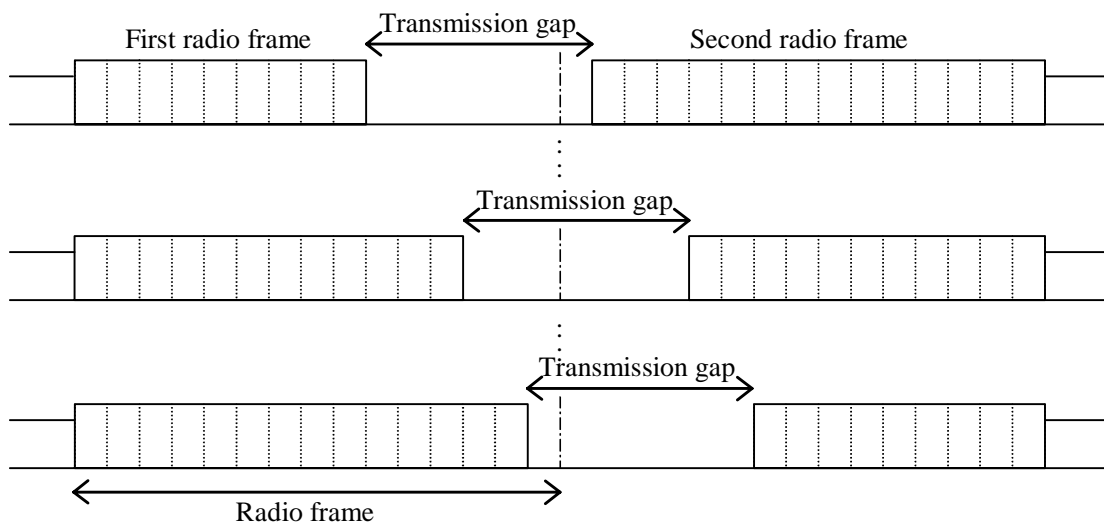 Transmission gap
First radio frame
Second radio frame
Transmission gap
Transmission gap
Radio frame